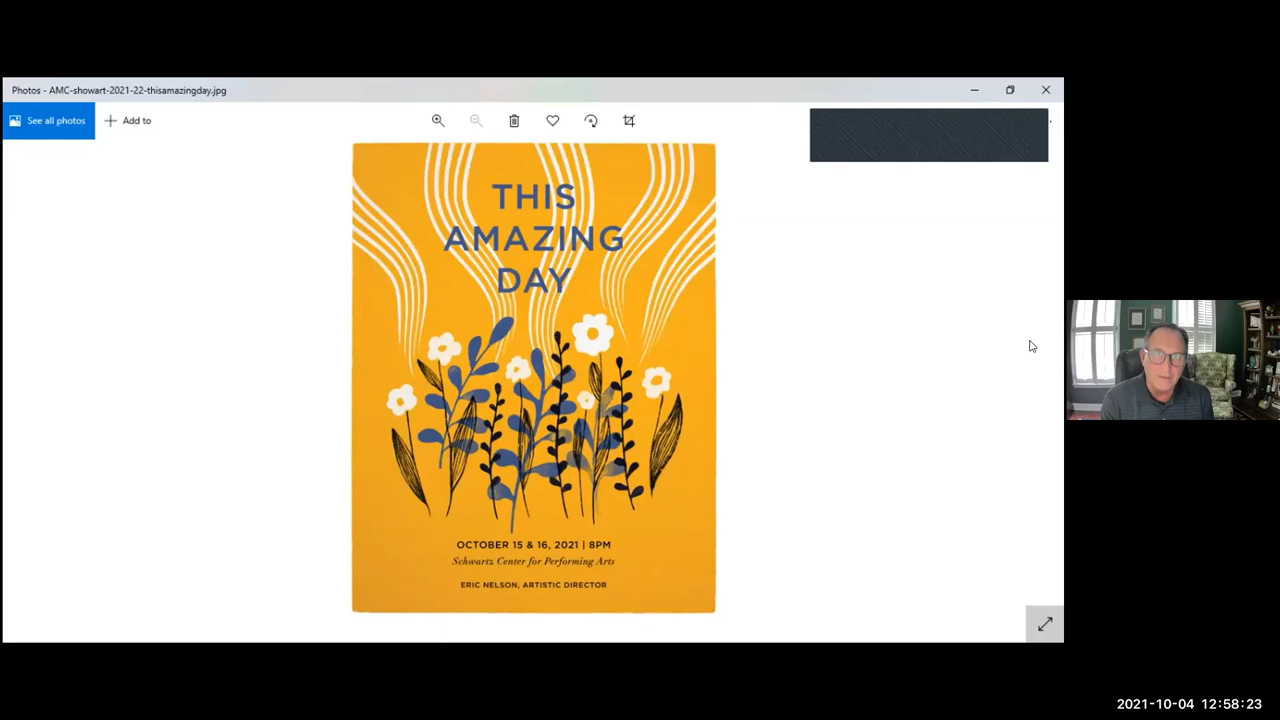 Photos - AMC-showart-2021-22-thisamazingday.jpg
See all photos
Add to
THIS
AMAZING
DAY
OCTOBER 15 & 16, 2021 | 8PM
Schwartz Center for Performing Arts
ERIC NELSON, ARTISTIC DIRECTOR
2021-10-04 12:58:23